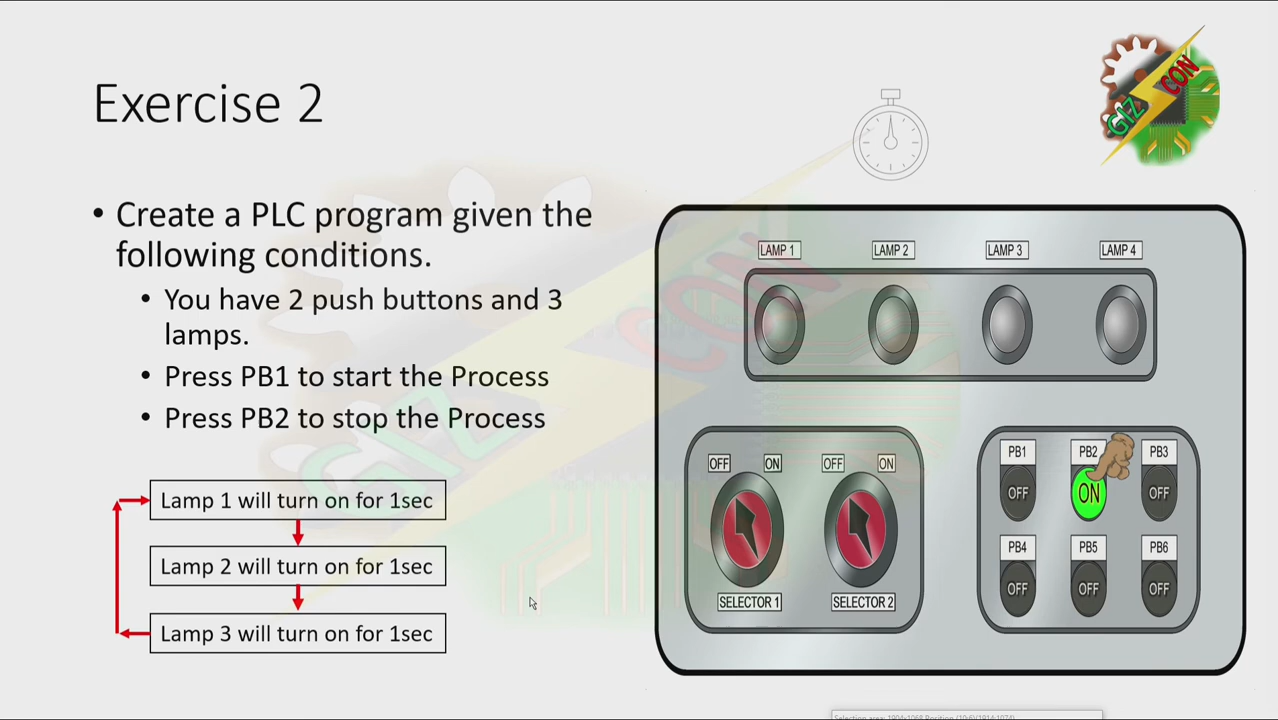 Exercise 2
GIZ CON
• Create a PLC program given the
following conditions.
• You have 2 push buttons and 3
lamps.
• Press PB1 to start the Process
• Press PB2 to stop the Process
Lamp 1 will turn on for 1sec
Lamp 2 will turn on for 1sec
Lamp 3 will turn on for 1sec
LAMP 1 LAMP 2 LAMP 3 LAMP 4
OFF ON OFF ON
SELECTOR 1 SELECTOR 2
PB1 PB2 PB3
OFF ON OFF
PB4 PB5 PB6
OFF OFF OFF